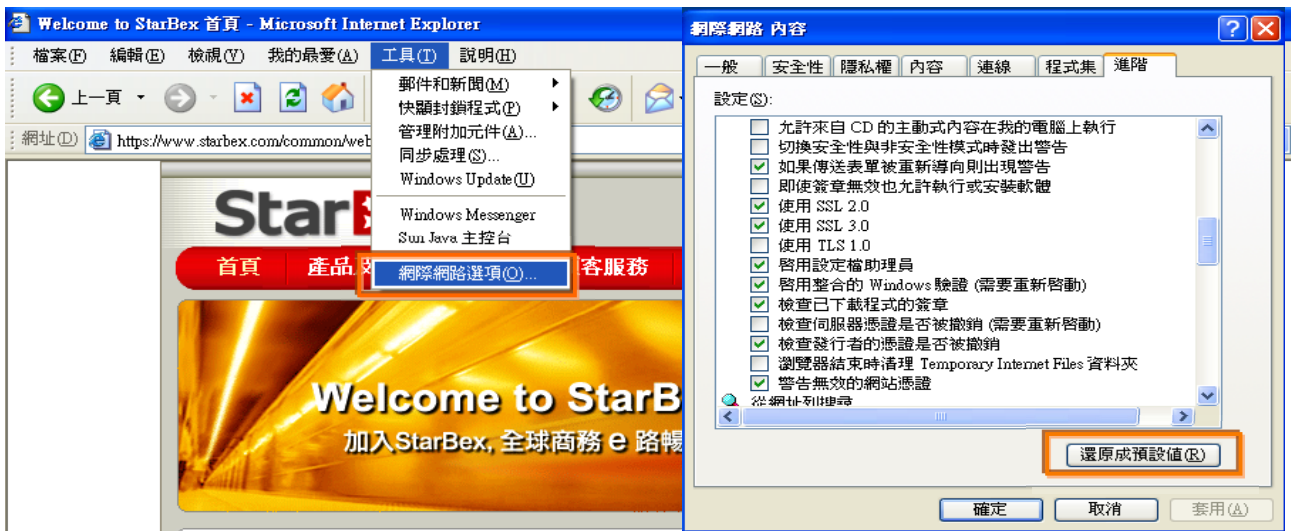 Welcome to StarBex 首頁 - Microsoft Internet Explorer
檔案(F) 編輯(E) 檢視(V) 我的最愛(A) 工具(T) 說明(H)
上一頁
網址(D) https://www.starbex.com/common/web
郵件和新聞(M)
快顯封鎖程式(P)
管理附加元件(A)...
同步處理(S)...
Windows Update(U)
Windows Messenger
Sun Java 主控台
網際網路選項(O)...
Star
首頁 產品及 客服務
Welcome to StarB
加入StarBex, 全球商務 e 路暢
網際網路 內容
一般 安全性 隱私權 內容 連線 程式集 進階
設定(S):
允許來自 CD 的主動式內容在我的電腦上執行
切換安全性與非安全性模式時發出警告
如果傳送表單被重新導向則出現警告
即使簽章無效也允許執行或安裝軟體
使用 SSL 2.0
使用 SSL 3.0
使用 TLS 1.0
啟用設定檔助理員
啟用整合的 Windows 驗證 (需要重新啟動)
檢查已下載程式的簽章
檢查伺服器憑證是否被撤銷 (需要重新啟動)
檢查發行者的憑證是否被撤銷
瀏覽器結束時清理 Temporary Internet Files 資料夾
警告無效的網站憑證
從網址列搜尋
還原成預設值(R)
確定 取消 套用(A)